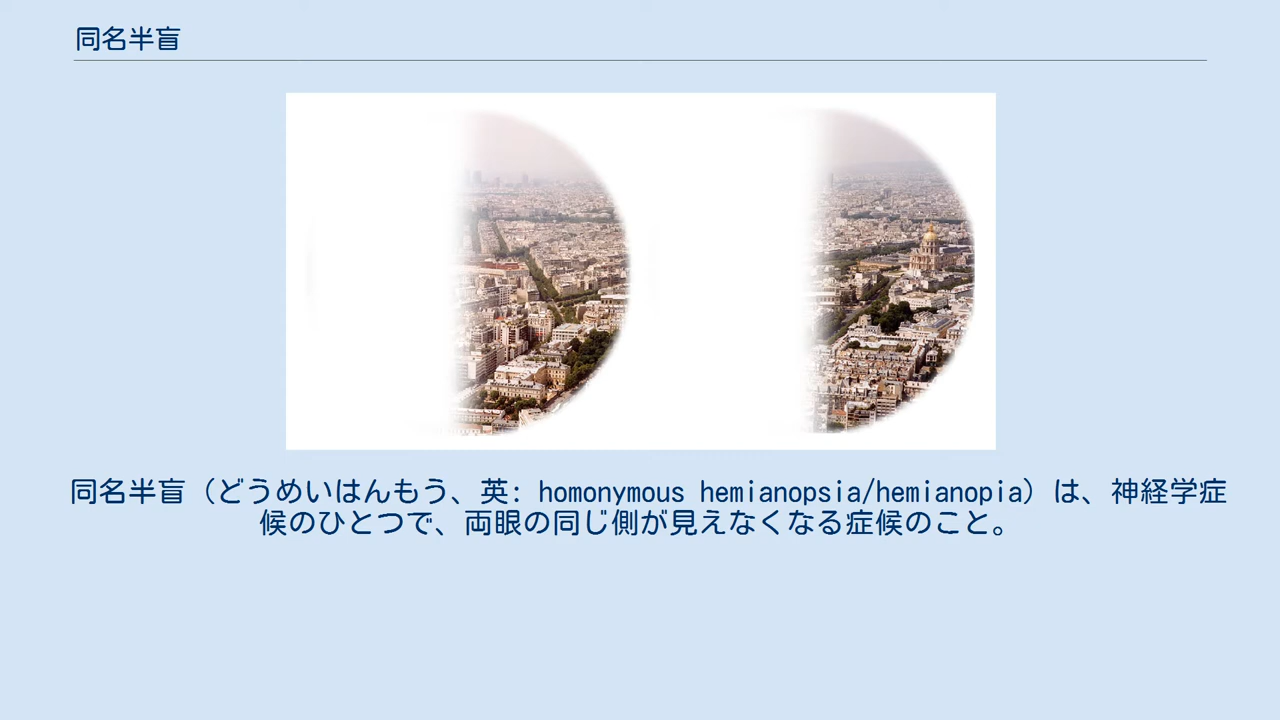 同名半盲
同名半盲（どうめいはんもう、英: homonymous hemianopsia/hemianopia）は、神経学症
候のひとつで、両眼の同じ側が見えなくなる症候のこと。